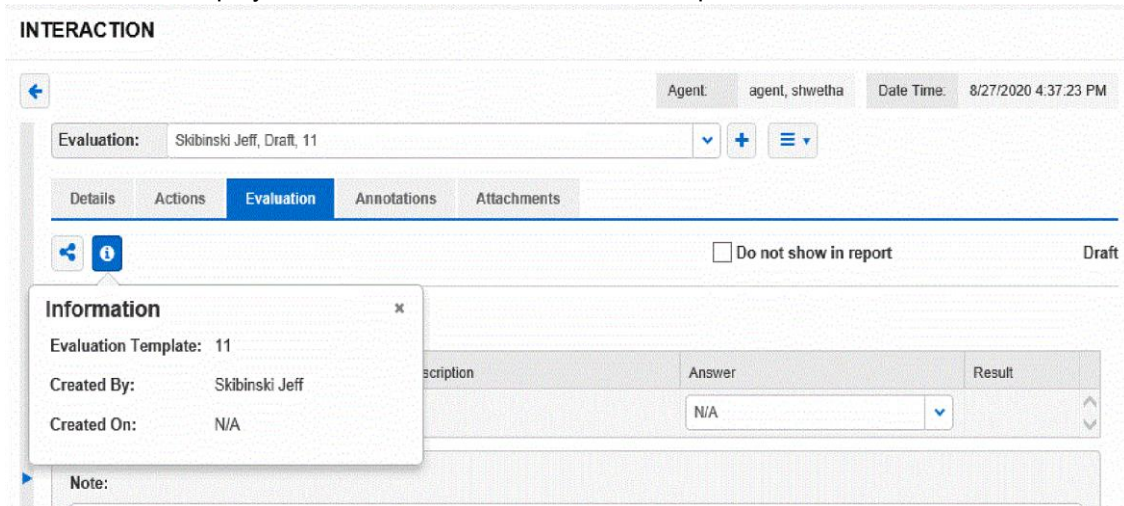 INTERACTION
Agent: agent, shwetha Date Time: 8/27/2020 4:37:23 PM
Evaluation: Skibinski Jeff, Draft, 11
Details Actions Evaluation Annotations Attachments
Do not show in report Draft
Information
Evaluation Template: 11
Created By: Skibinski Jeff
Created On: N/A
scription Answer Result
N/A
Note: